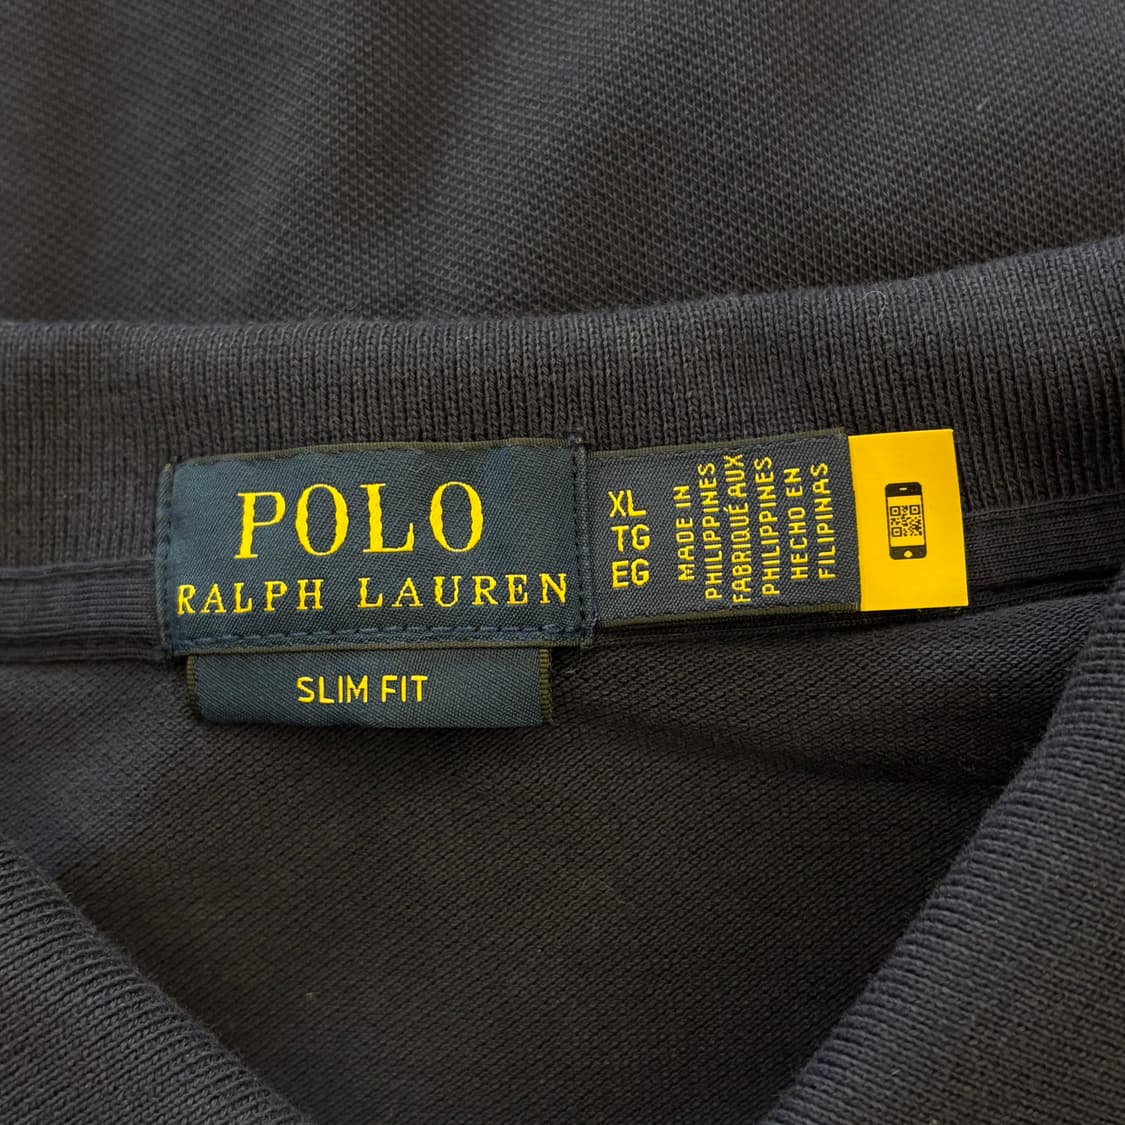 POLO
RALPH LAUREN
SLIM FIT
XL
TG
EG
MADE IN
PHILIPPINES
FABRIQUÉ AUX
PHILIPPINES
HECHO EN
FILIPINAS